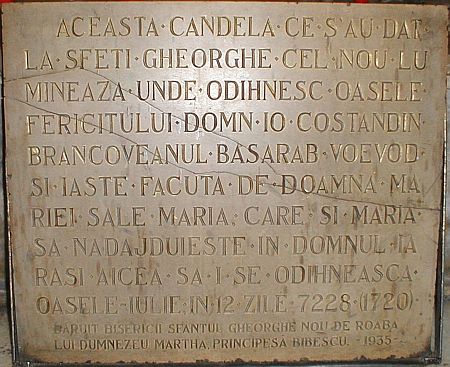 ACEASTA·CANDELA·CE·S'AU·DAT·
LA·SFETI·GHEORGHE·CEL·NOU·LU
MINEAZA·UNDE·ODIHNESC·OASELE·
FERICITULUI·DOMN·IO·COSTANDIN·
BRANCOVEANUL·BASARAB·VOEVOD·
SI·IASTE·FACUTA·DE·DOAMNA·MA
RIEI·SALE·MARIA, CARE·SI·MARIA·
SA·NADAJDUIESTE·IN·DOMNUL·IA
RASI·AICEA·SA·I·SE·ODIHNEASCA·
OASELE·IULIE·IN·12·ZILE·7228·(1720)·
DARUIT·BISERICII·SFANTUL·GHEORGHE·NOU·DE·ROABA
LUI·DUMNEZEU·MARTHA, PRINCIPESA·BIBESCU.·-1935-